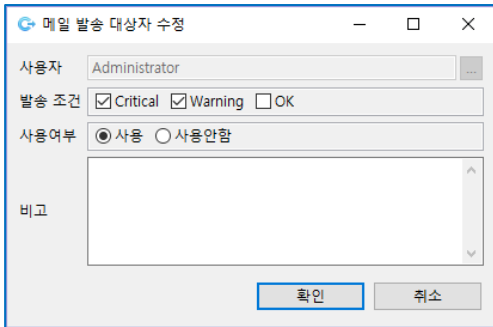 메일 발송 대상자 수정
사용자 Administrator ...
발송 조건 Critical Warning OK
사용여부 사용 사용안함
비고
확인 취소